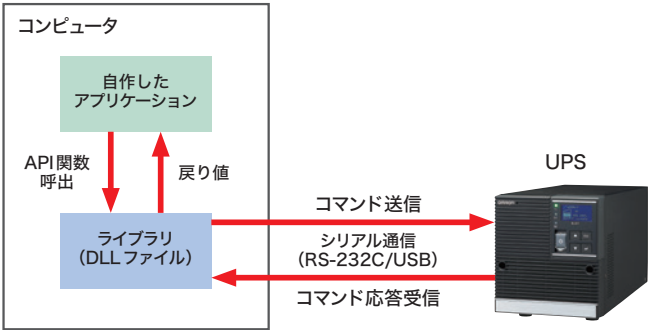 コンピュータ
自作した
アプリケーション
API関数
呼出
戻り値
UPS
コマンド送信
ライブラリ
（DLLファイル）
シリアル通信
（RS-232C/USB）
コマンド応答受信